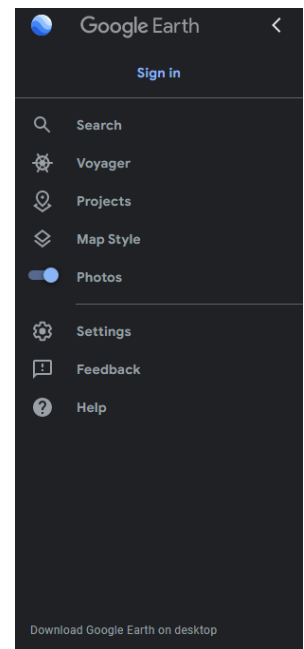 Google Earth
Sign in
Search
Voyager
Projects
Map Style
Photos
Settings
Feedback
Help
Download Google Earth on desktop